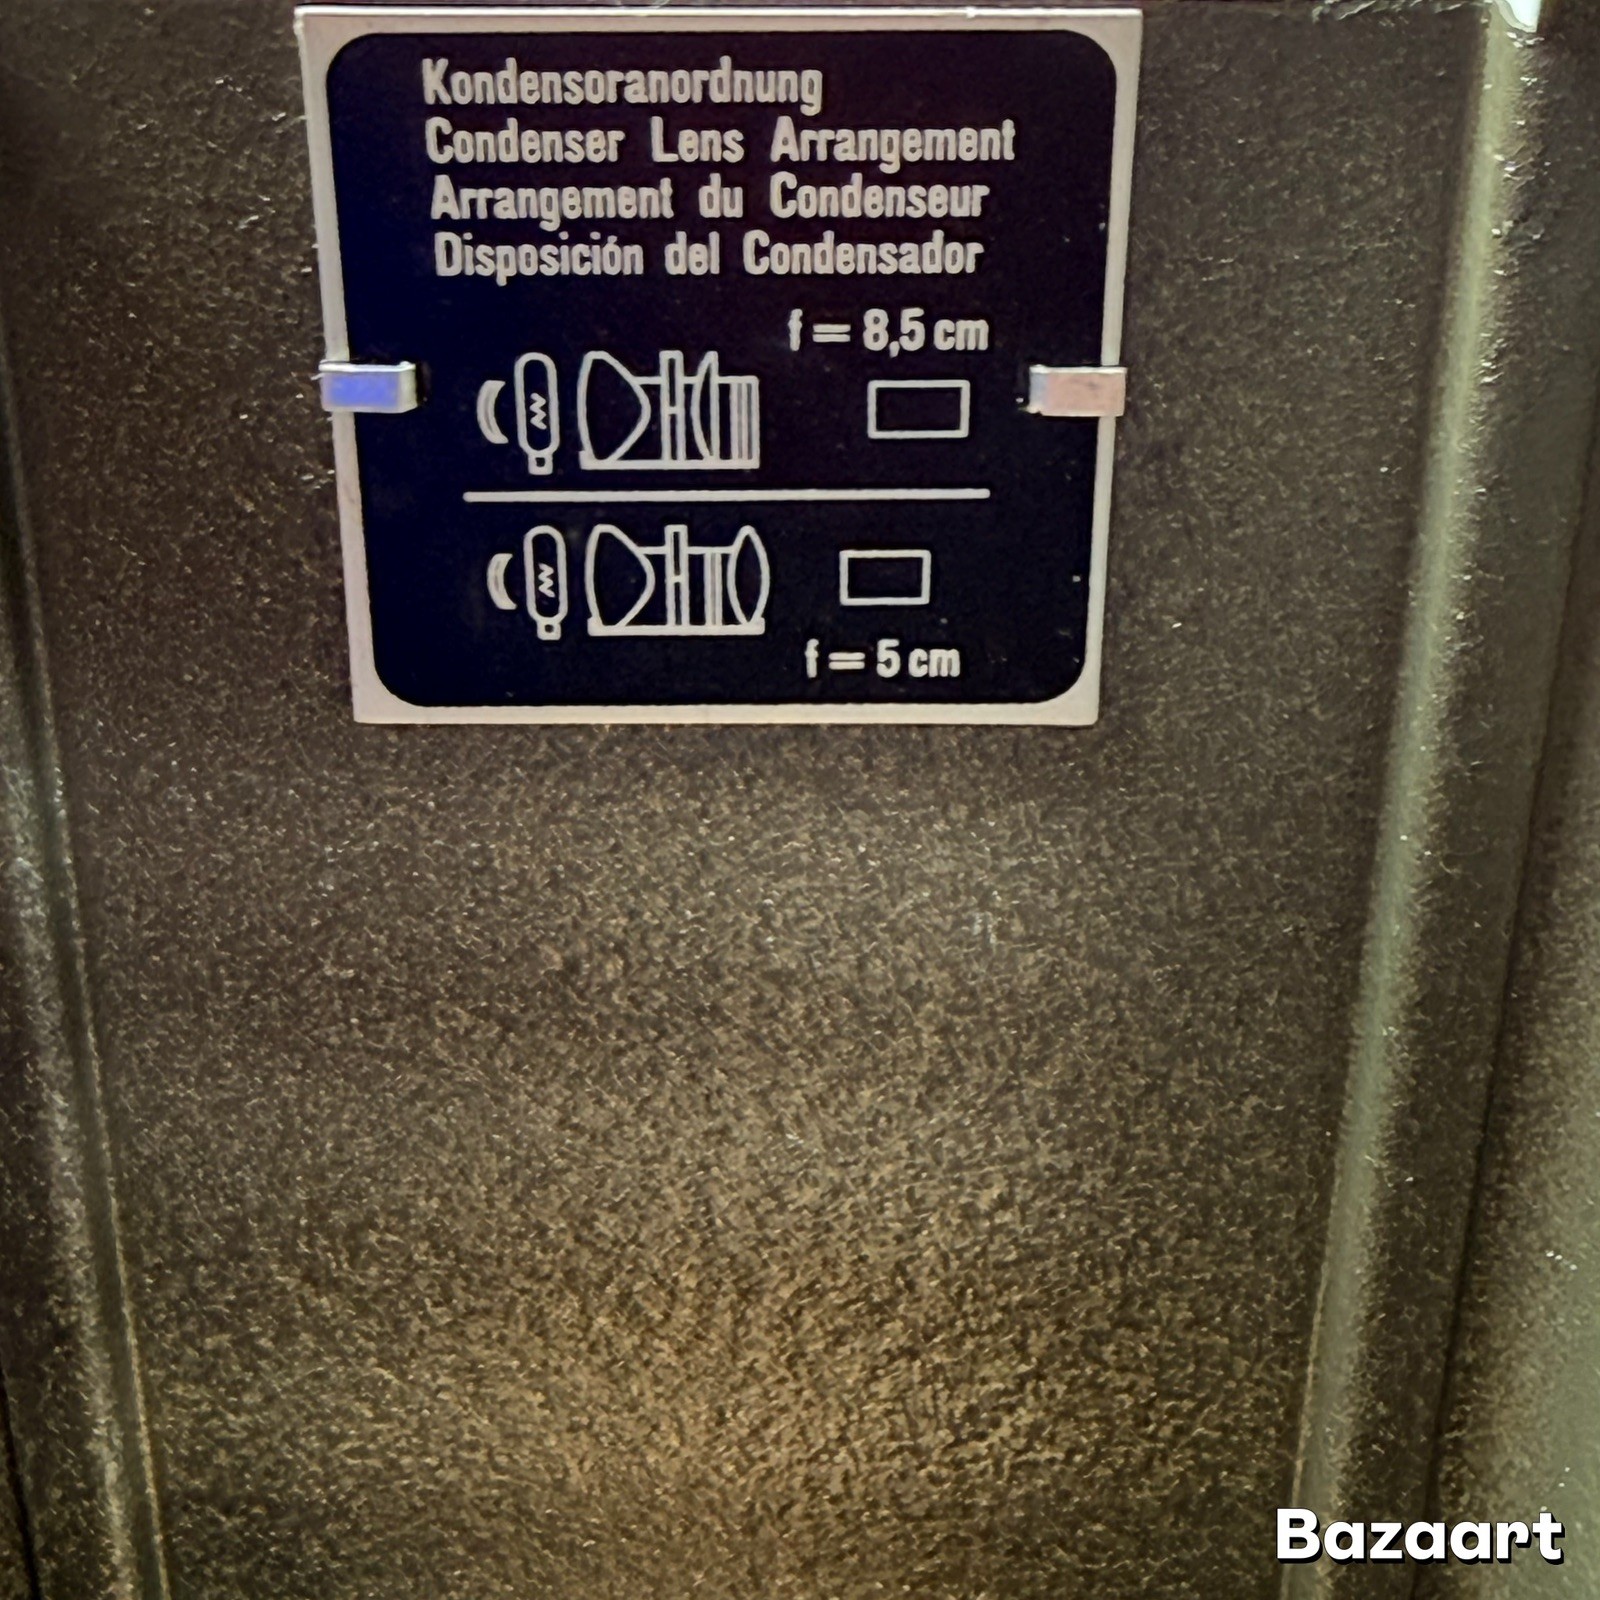 Kondensoranordnung
Condenser Lens Arrangement
Arrangement du Condenseur
Disposición del Condensador
f = 8,5 cm
f = 5 cm
Bazaart